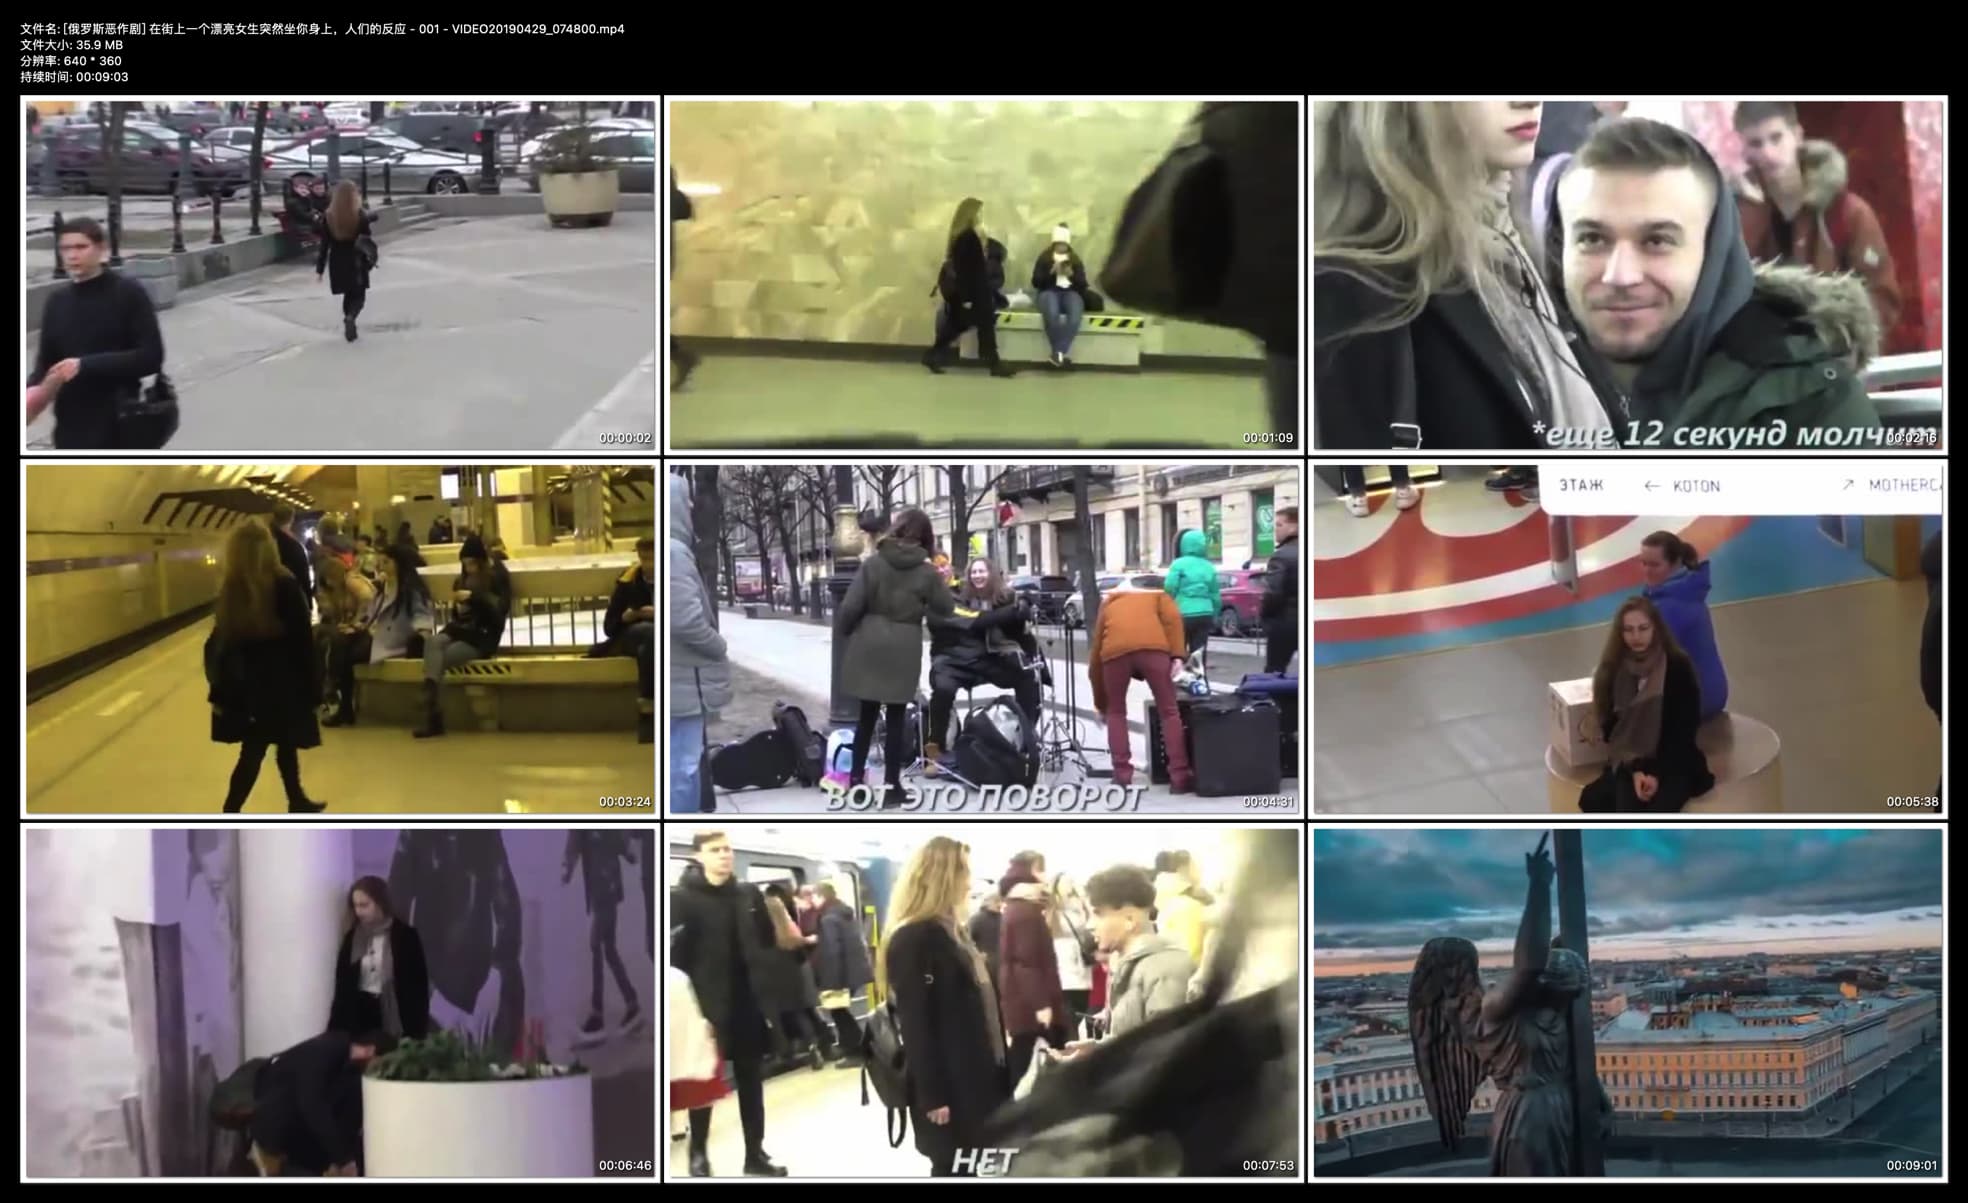 文件名: [俄罗斯恶作剧] 在街上一个漂亮女生突然坐你身上，人们的反应 - 001 - VIDEO20190429_074800.mp4
文件大小: 35.9 MB
分辨率: 640 * 360
持续时间: 00:09:03
00:00:02
00:01:09
*еще 12 секунд молчит
00:02:16
00:03:24
ВОТ ЭТО ПОВОРОТ
00:04:31
ЭТАЖ ← KOTON ↗ MOTHERCA
00:05:38
00:06:46
НЕТ
00:07:53
00:09:01